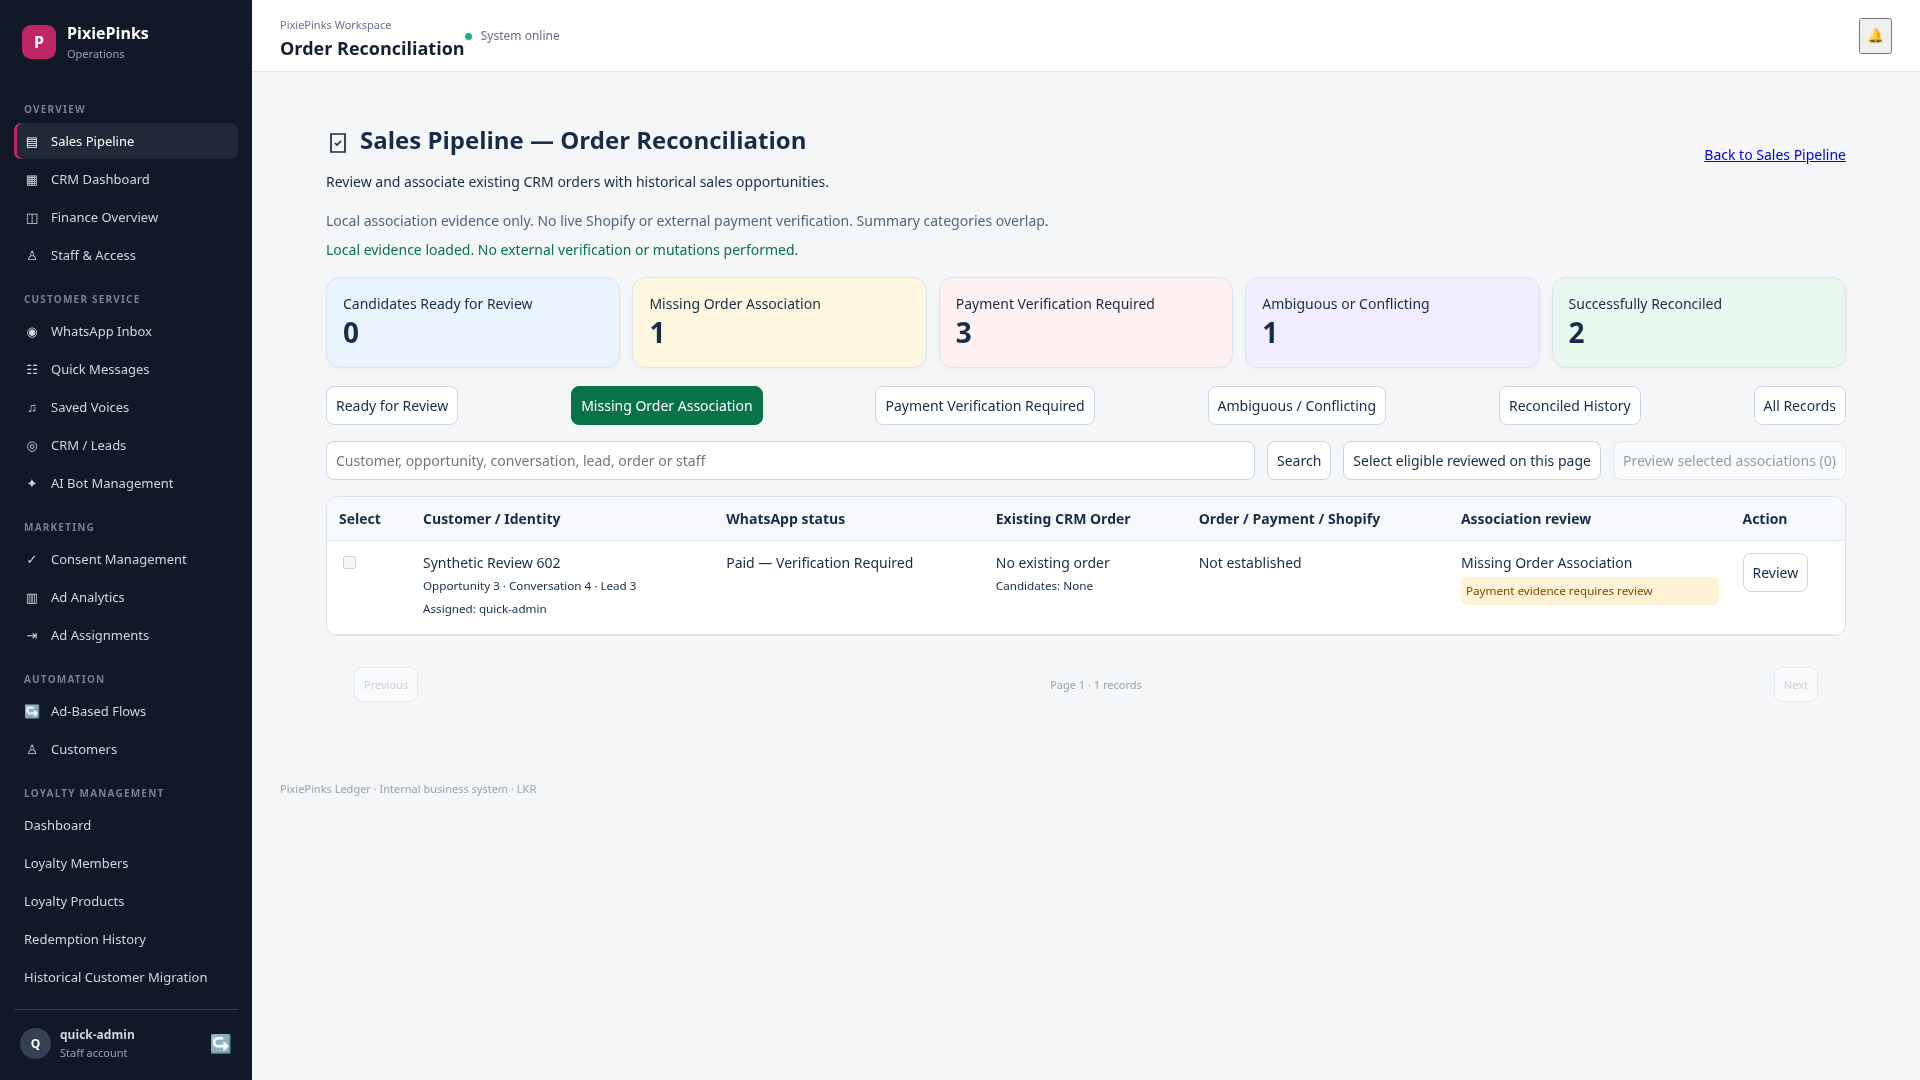 P
PixiePinks
Operations
OVERVIEW
Sales Pipeline
CRM Dashboard
Finance Overview
Staff & Access
CUSTOMER SERVICE
WhatsApp Inbox
Quick Messages
Saved Voices
CRM / Leads
AI Bot Management
MARKETING
Consent Management
Ad Analytics
Ad Assignments
AUTOMATION
Ad-Based Flows
Customers
LOYALTY MANAGEMENT
Dashboard
Loyalty Members
Loyalty Products
Redemption History
Historical Customer Migration
Q
quick-admin
Staff account
PixiePinks Workspace
Order Reconciliation
System online
Sales Pipeline — Order Reconciliation
Back to Sales Pipeline
Review and associate existing CRM orders with historical sales opportunities.
Local association evidence only. No live Shopify or external payment verification. Summary categories overlap.
Local evidence loaded. No external verification or mutations performed.
Candidates Ready for Review
0
Missing Order Association
1
Payment Verification Required
3
Ambiguous or Conflicting
1
Successfully Reconciled
2
Ready for Review
Missing Order Association
Payment Verification Required
Ambiguous / Conflicting
Reconciled History
All Records
Customer, opportunity, conversation, lead, order or staff
Search
Select eligible reviewed on this page
Preview selected associations (0)
Select
Customer / Identity
WhatsApp status
Existing CRM Order
Order / Payment / Shopify
Association review
Action
Synthetic Review 602
Opportunity 3 · Conversation 4 · Lead 3
Assigned: quick-admin
Paid — Verification Required
No existing order
Candidates: None
Not established
Missing Order Association
Payment evidence requires review
Review
Previous
Page 1 · 1 records
Next
PixiePinks Ledger · Internal business system · LKR